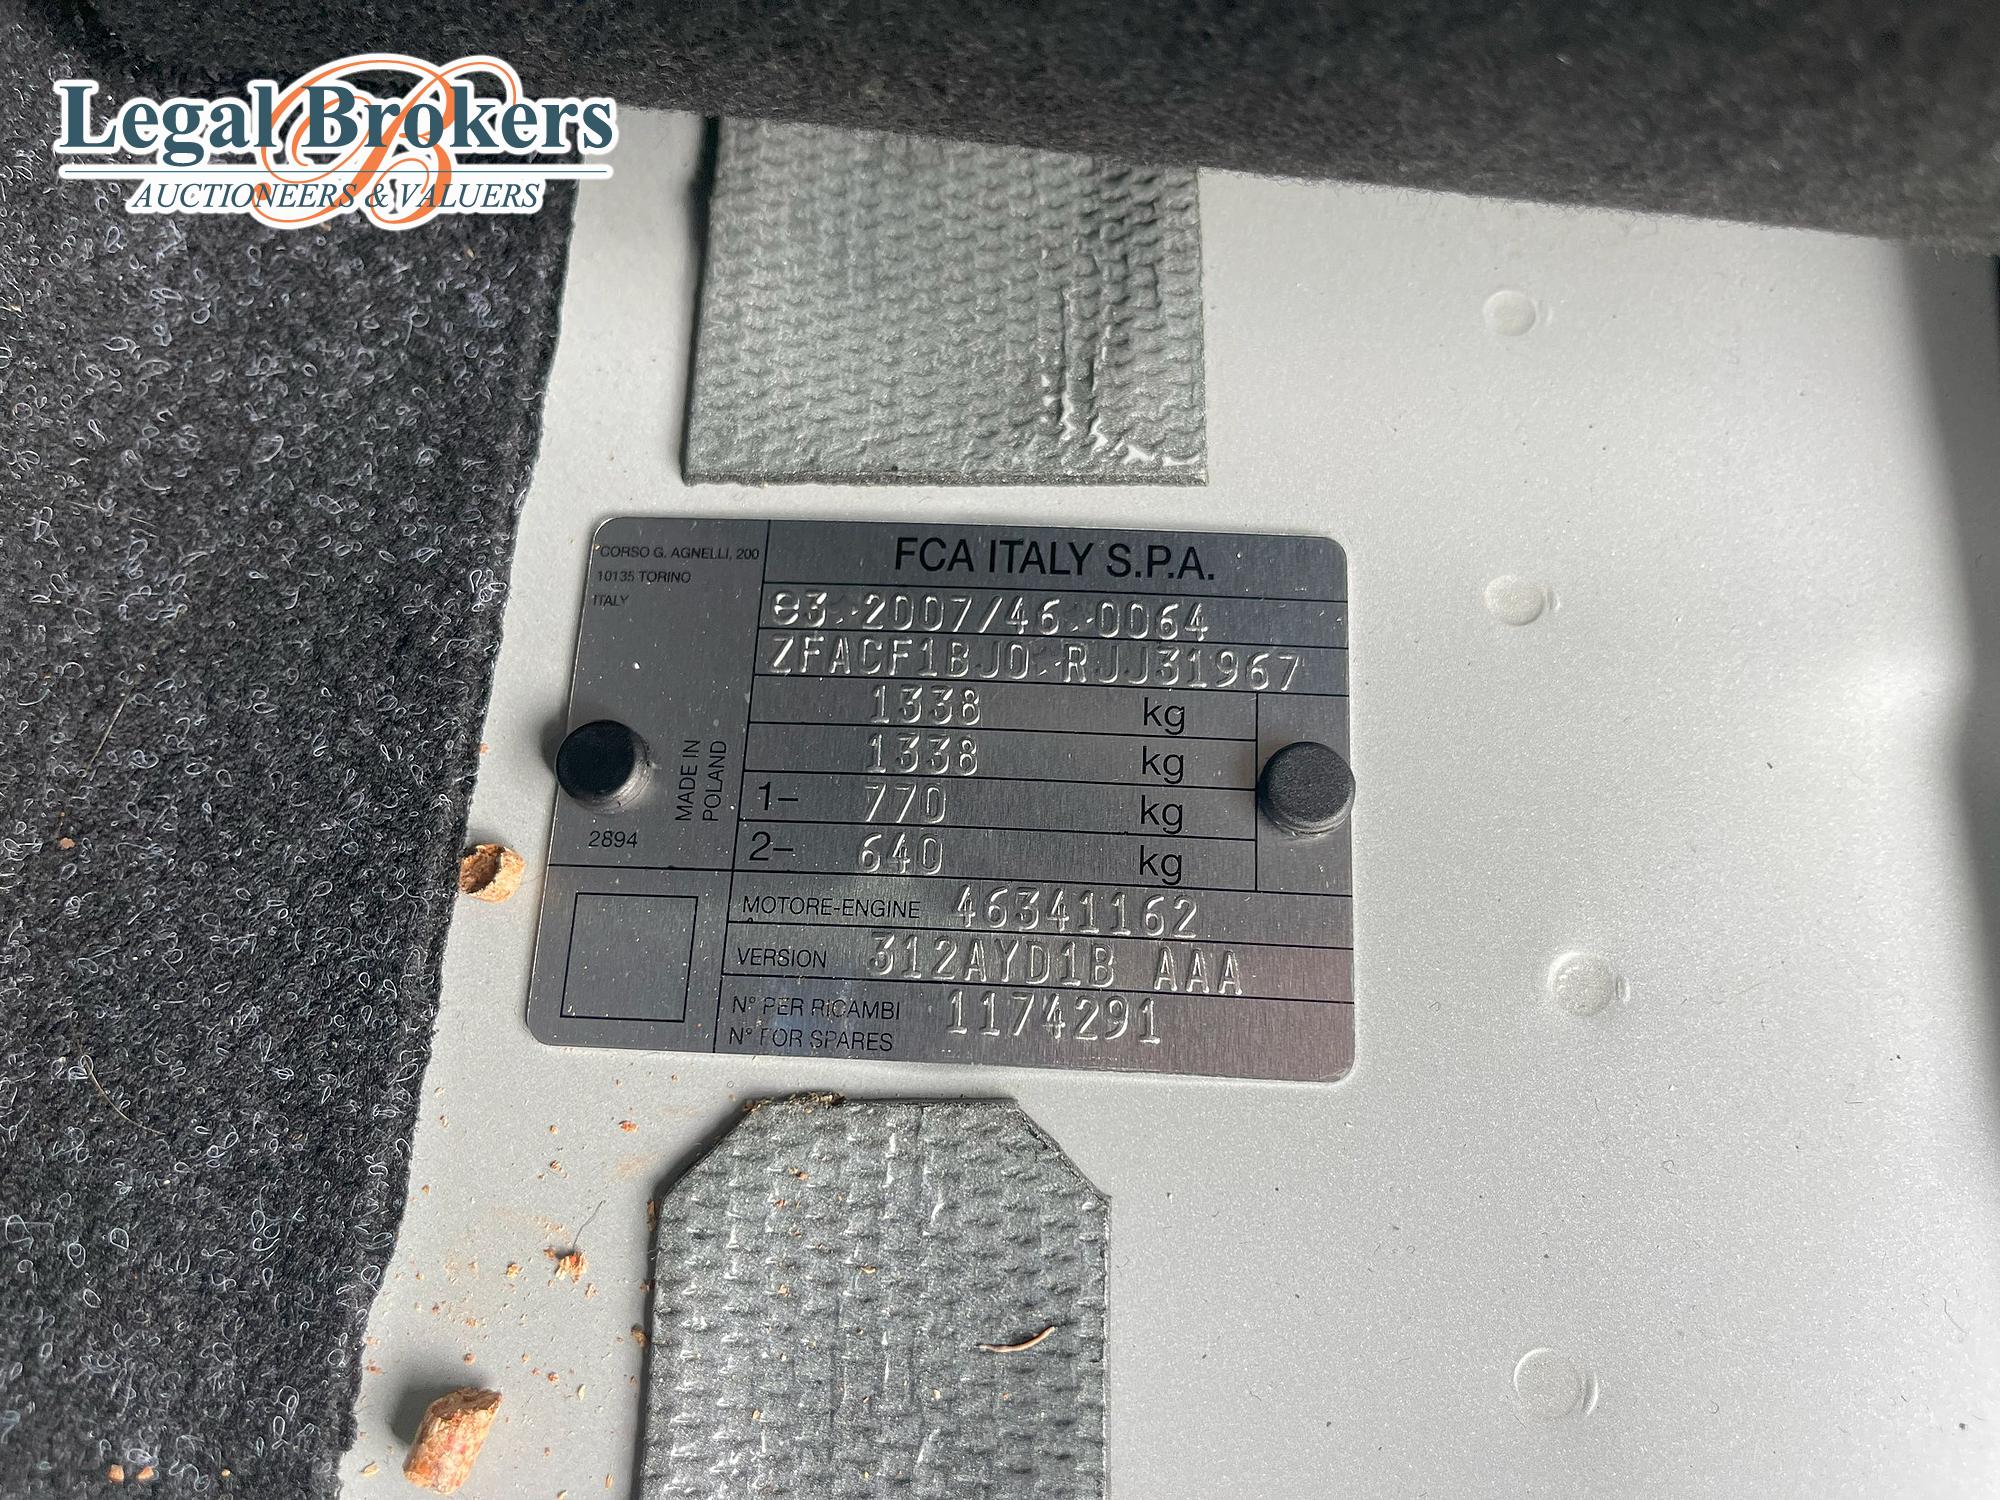 Legal Brokers
AUCTIONEERS & VALUERS
CORSO G. AGNELLI, 200
10135 TORINO
ITALY
FCA ITALY S.P.A.
e3 2007/46 0064
ZFACF1BJ0 RJJ31967
1338 kg
1338 kg
1- 770 kg
2- 640 kg
MADE IN
POLAND
2894
MOTORE-ENGINE 46341162
VERSION 312AYD1B AAA
N° PER RICAMBI 1174291
N° FOR SPARES